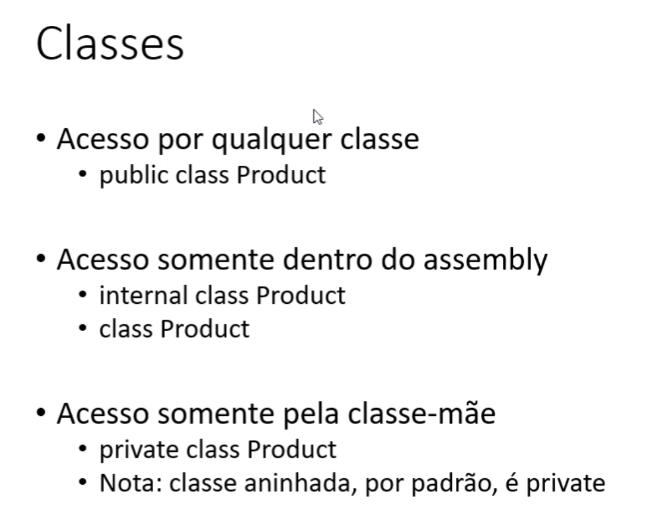 Classes
• Acesso por qualquer classe
• public class Product
• Acesso somente dentro do assembly
• internal class Product
• class Product
• Acesso somente pela classe-mãe
• private class Product
• Nota: classe aninhada, por padrão, é private